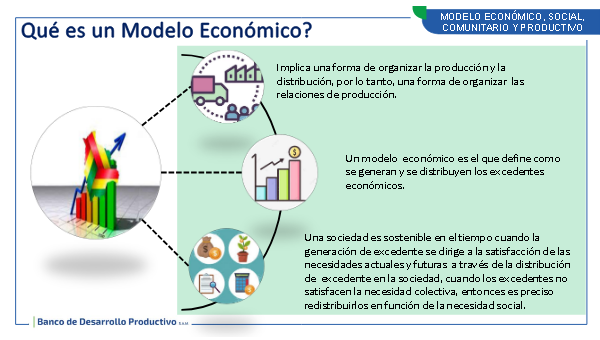 MODELO ECONÓMICO, SOCIAL,
COMUNITARIO Y PRODUCTIVO
Qué es un Modelo Económico?
Implica una forma de organizar la producción y la
distribución, por lo tanto, una forma de organizar las
relaciones de producción.
Un modelo económico es el que define como
se generan y se distribuyen los excedentes
económicos.
Una sociedad es sostenible en el tiempo cuando la
generación de excedente se dirige a la satisfacción de las
necesidades actuales y futuras a través de la distribución
de excedente en la sociedad, cuando los excedentes no
satisfacen la necesidad colectiva, entonces es preciso
redistribuirlos en función de la necesidad social.
Banco de Desarrollo Productivo S.A.M